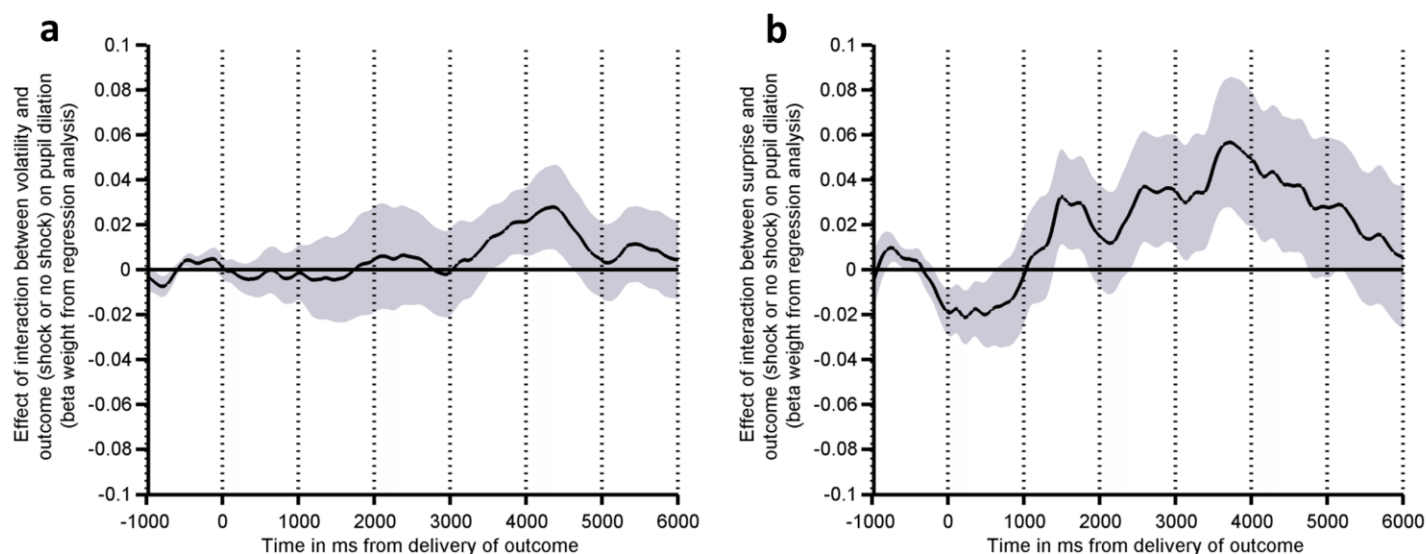 a
Effect of interaction between volatility and
outcome (shock or no shock) on pupil dilation
(beta weight from regression analysis)
0.1
0.08
0.06
0.04
0.02
0
-0.02
-0.04
-0.06
-0.08
-0.1
-1000 0 1000 2000 3000 4000 5000 6000
Time in ms from delivery of outcome
b
Effect of interaction between surprise and
outcome (shock or no shock) on pupil dilation
(beta weight from regression analysis)
0.1
0.08
0.06
0.04
0.02
0
-0.02
-0.04
-0.06
-0.08
-0.1
-1000 0 1000 2000 3000 4000 5000 6000
Time in ms from delivery of outcome